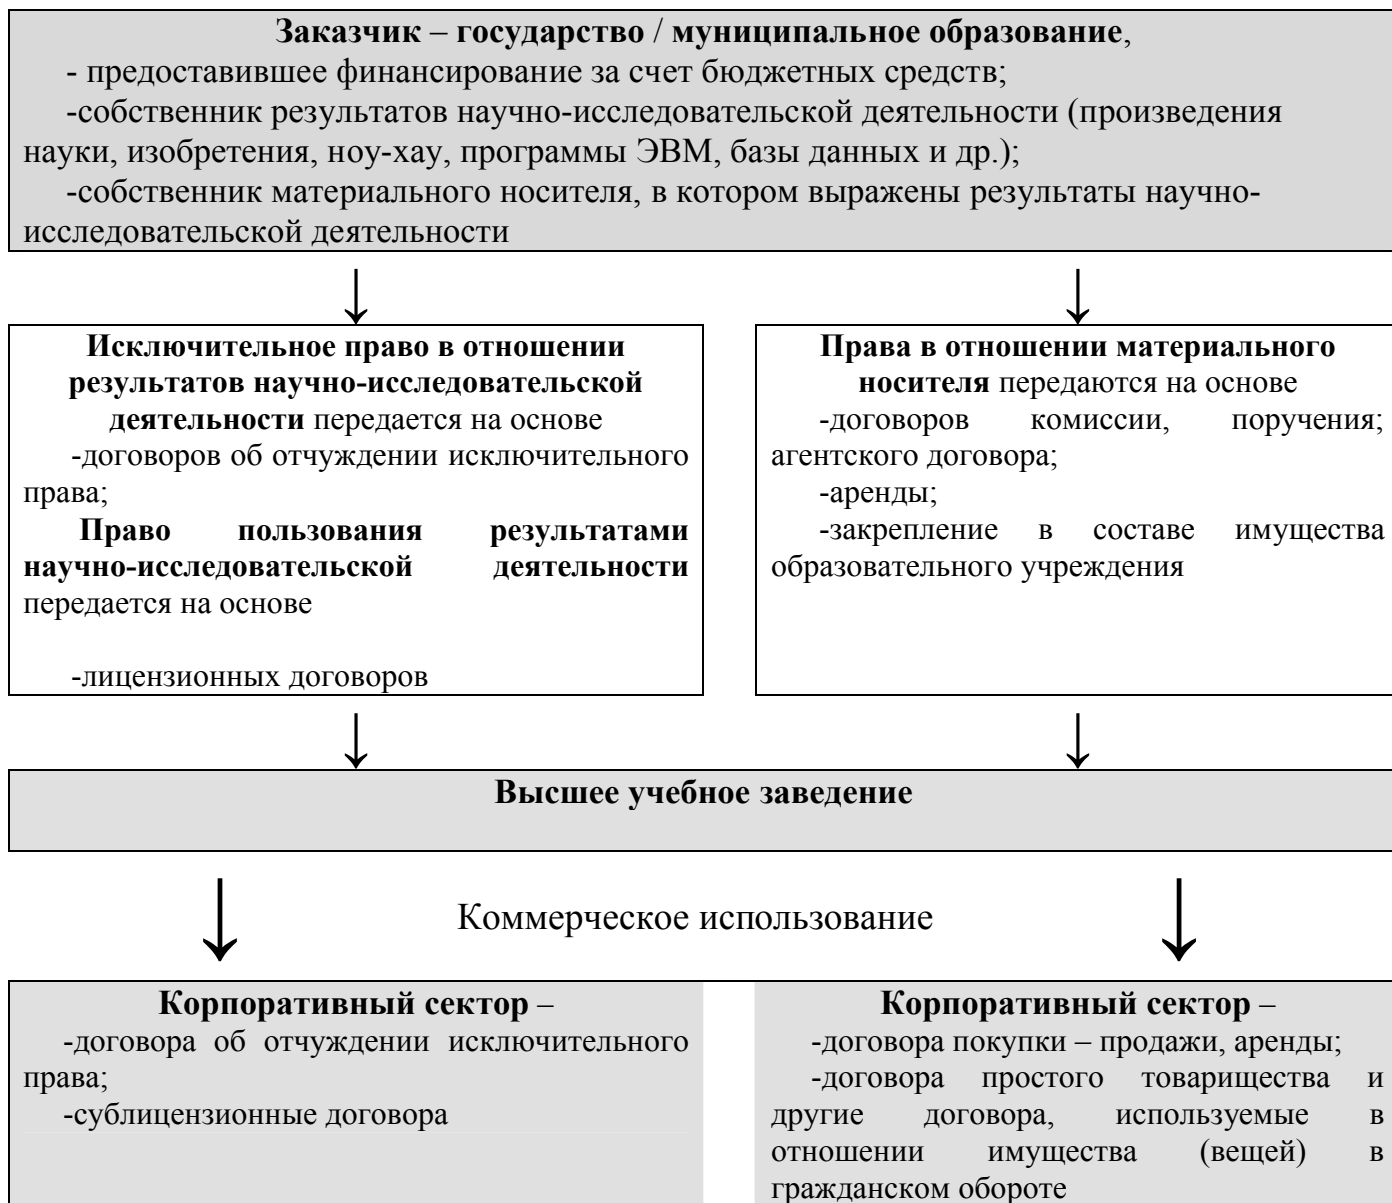 Заказчик – государство / муниципальное образование,
- предоставившее финансирование за счет бюджетных средств;
-собственник результатов научно-исследовательской деятельности (произведения
науки, изобретения, ноу-хау, программы ЭВМ, базы данных и др.);
-собственник материального носителя, в котором выражены результаты научно-
исследовательской деятельности
Исключительное право в отношении
результатов научно-исследовательской
деятельности передается на основе
-договоров об отчуждении исключительного
права;
Право пользования результатами
научно-исследовательской деятельности
передается на основе
-лицензионных договоров
Права в отношении материального
носителя передаются на основе
-договоров комиссии, поручения;
агентского договора;
-аренды;
-закрепление в составе имущества
образовательного учреждения
Высшее учебное заведение
Коммерческое использование
Корпоративный сектор –
-договора об отчуждении исключительного
права;
-сублицензионные договора
Корпоративный сектор –
-договора покупки – продажи, аренды;
-договора простого товарищества и
другие договора, используемые в
отношении имущества (вещей) в
гражданском обороте